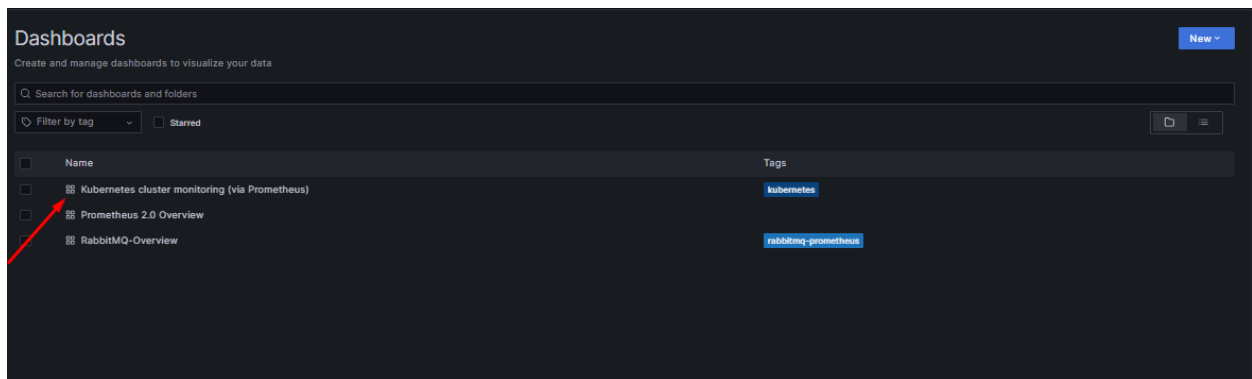 Dashboards
New
Create and manage dashboards to visualize your data
Search for dashboards and folders
Filter by tag
Starred
Name Tags
Kubernetes cluster monitoring (via Prometheus) kubernetes
Prometheus 2.0 Overview
RabbitMQ-Overview rabbitmq-prometheus